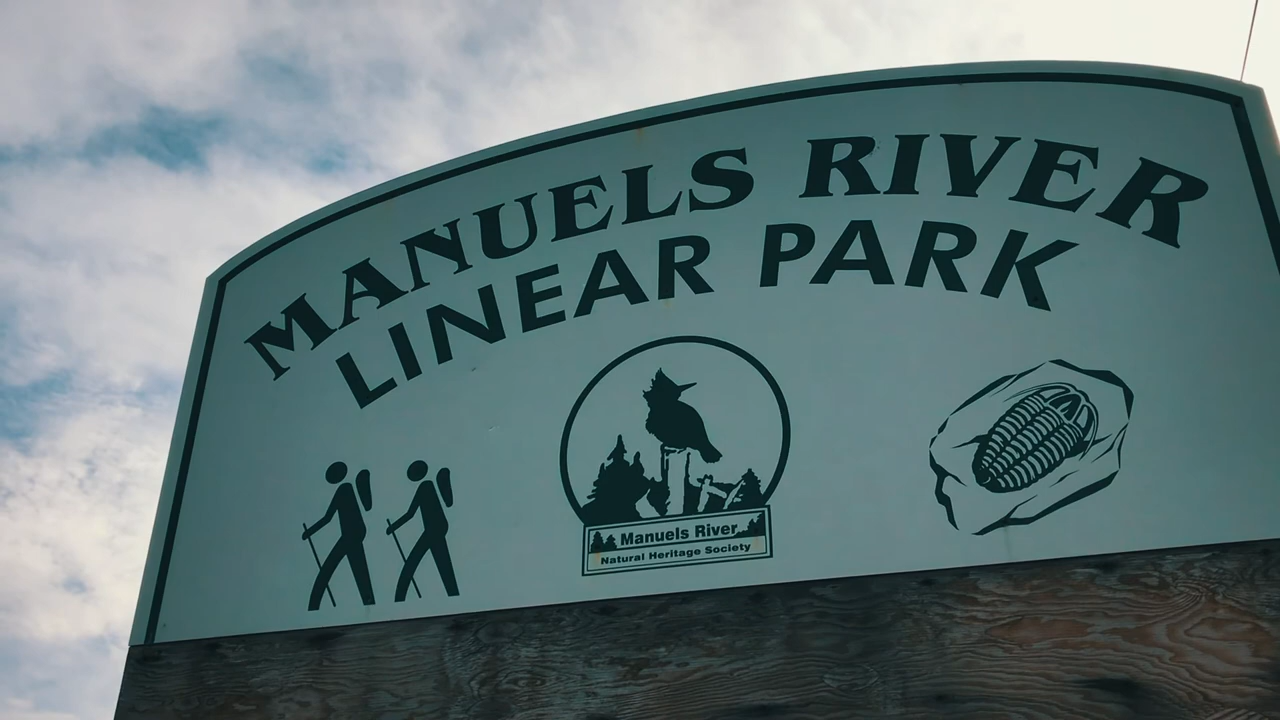 MANUELS RIVER
LINEAR PARK
Manuels River
Natural Heritage Society